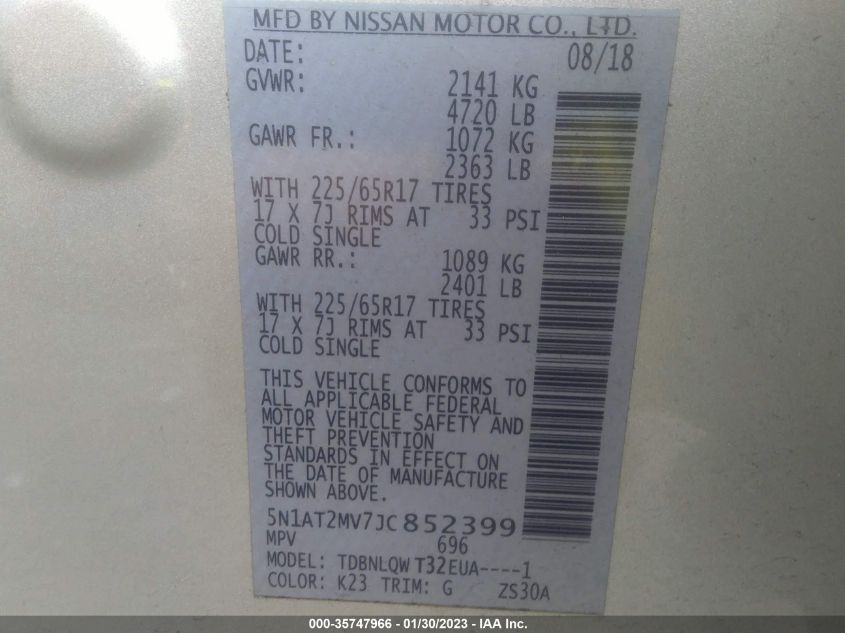 MFD BY NISSAN MOTOR CO., LTD.
DATE: 08/18
GVWR: 2141 KG
4720 LB
GAWR FR.: 1072 KG
2363 LB
WITH 225/65R17 TIRES
17 X 7J RIMS AT 33 PSI
COLD SINGLE
GAWR RR.: 1089 KG
2401 LB
WITH 225/65R17 TIRES
17 X 7J RIMS AT 33 PSI
COLD SINGLE
THIS VEHICLE CONFORMS TO
ALL APPLICABLE FEDERAL
MOTOR VEHICLE SAFETY AND
THEFT PREVENTION
STANDARDS IN EFFECT ON
THE DATE OF MANUFACTURE
SHOWN ABOVE.
5N1AT2MV7JC852399
MPV 696
MODEL: TDBNLQW T32EUA----1
COLOR: K23 TRIM: G ZS30A
000-35747966 - 01/30/2023 - IAA Inc.